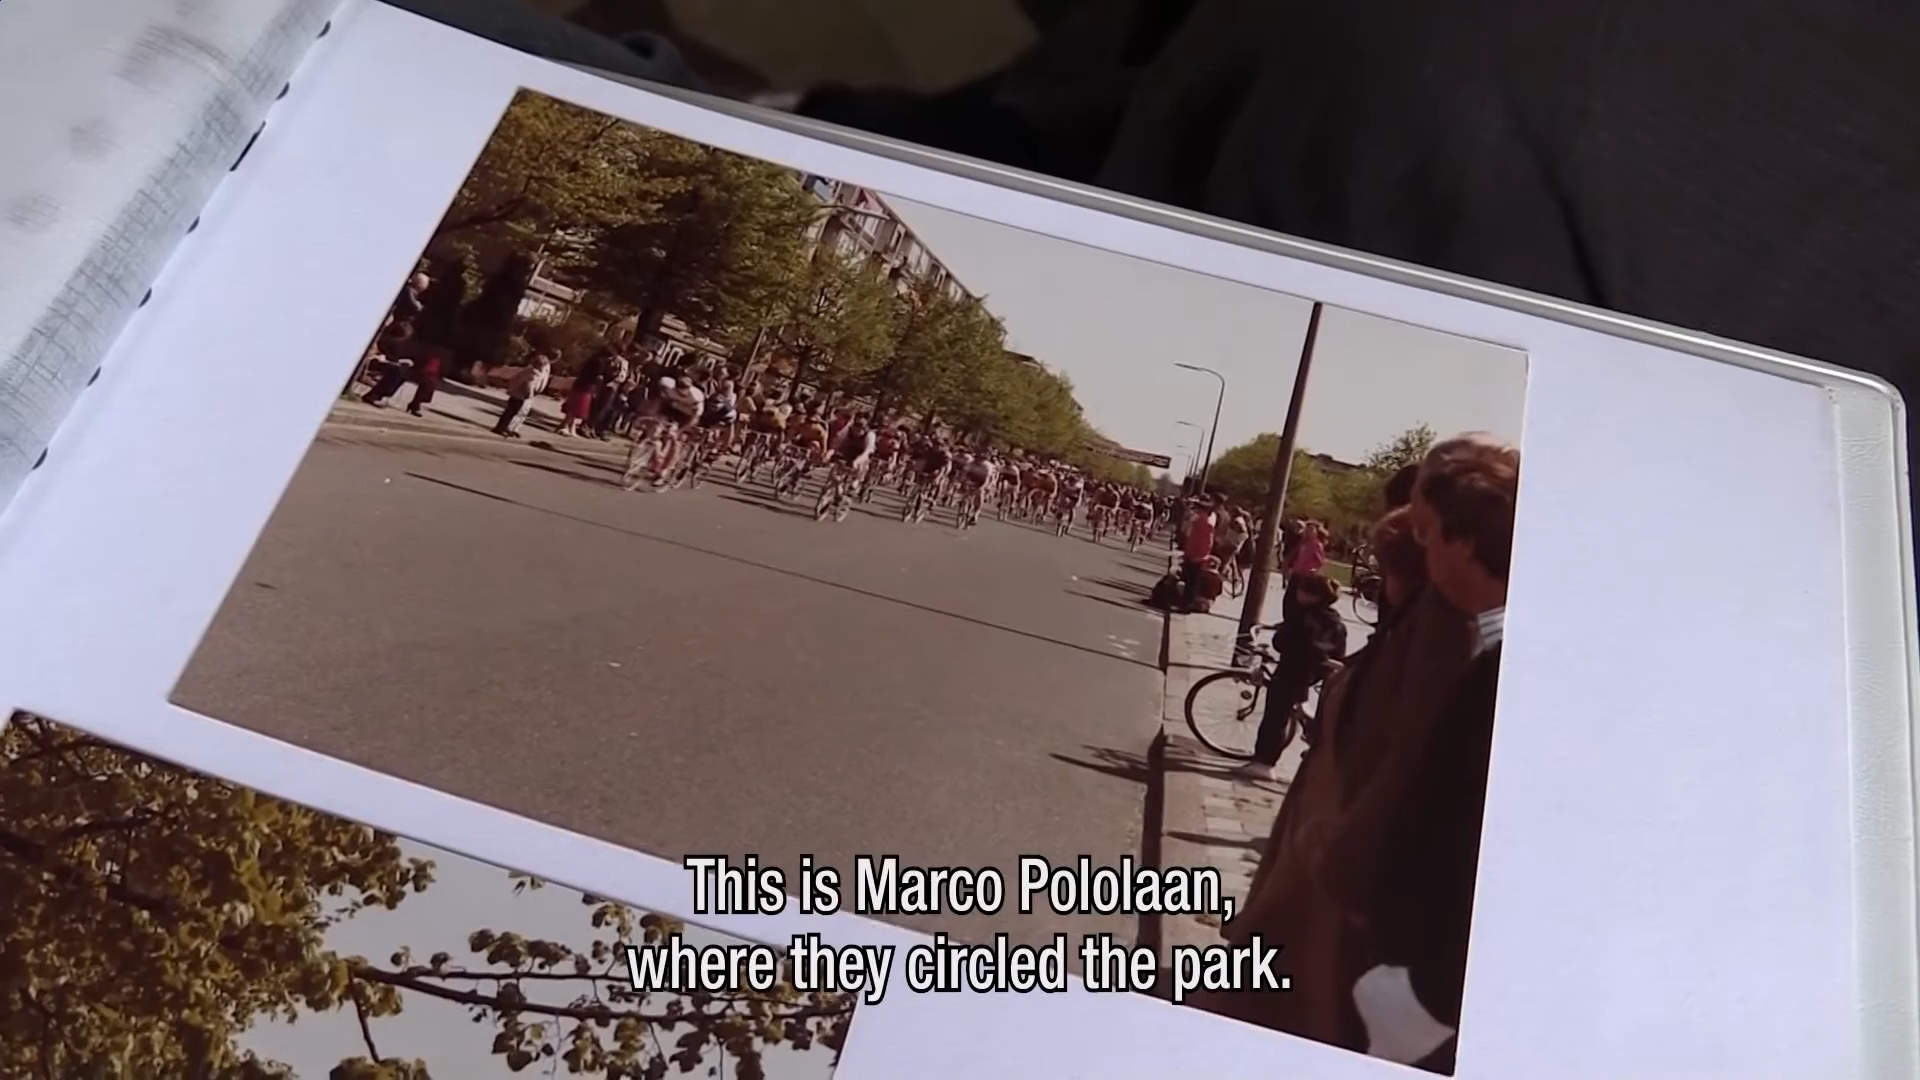 This is Marco Pololaan,
where they circled the park.